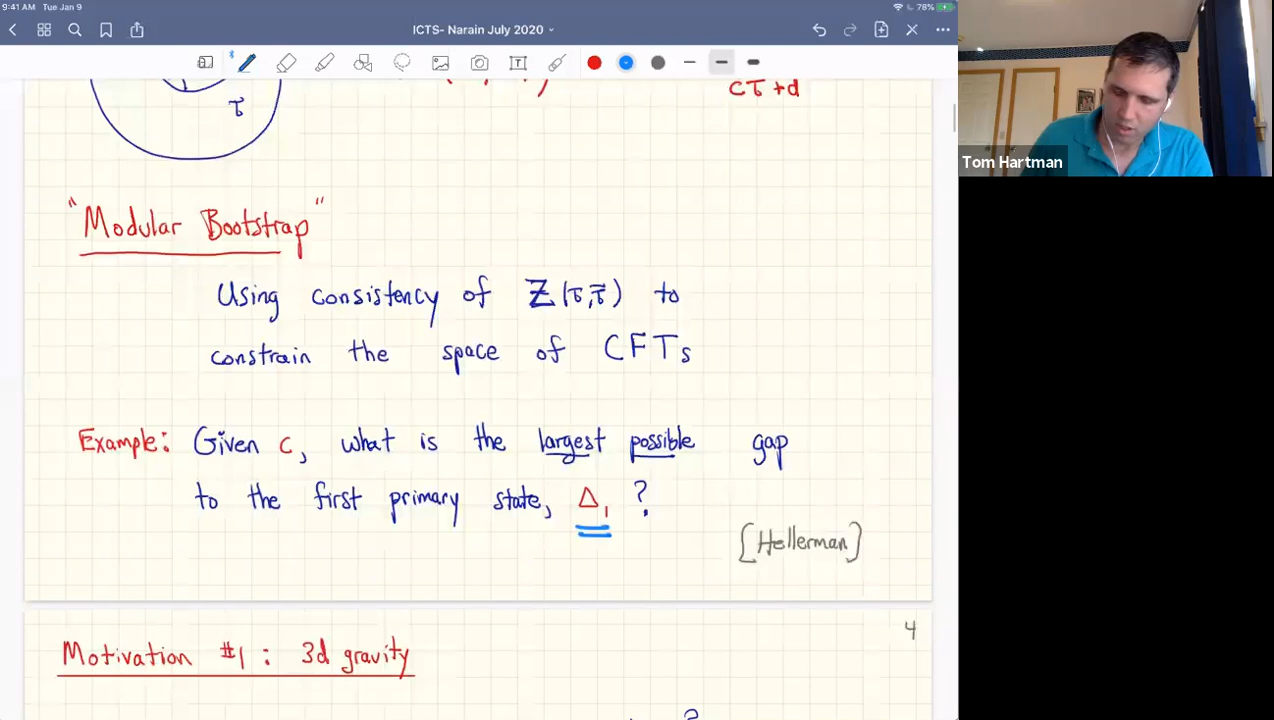 9:41 AM Tue Jan 9
78%
ICTS- Narain July 2020
τ
cτ+d
Tom Hartman
"Modular Bootstrap"
Using consistency of Z(τ,τ̄) to
constrain the space of CFTs
Example: Given c, what is the largest possible gap
to the first primary state, Δ₁ ?
[Hellerman]
4
Motivation #1: 3d gravity